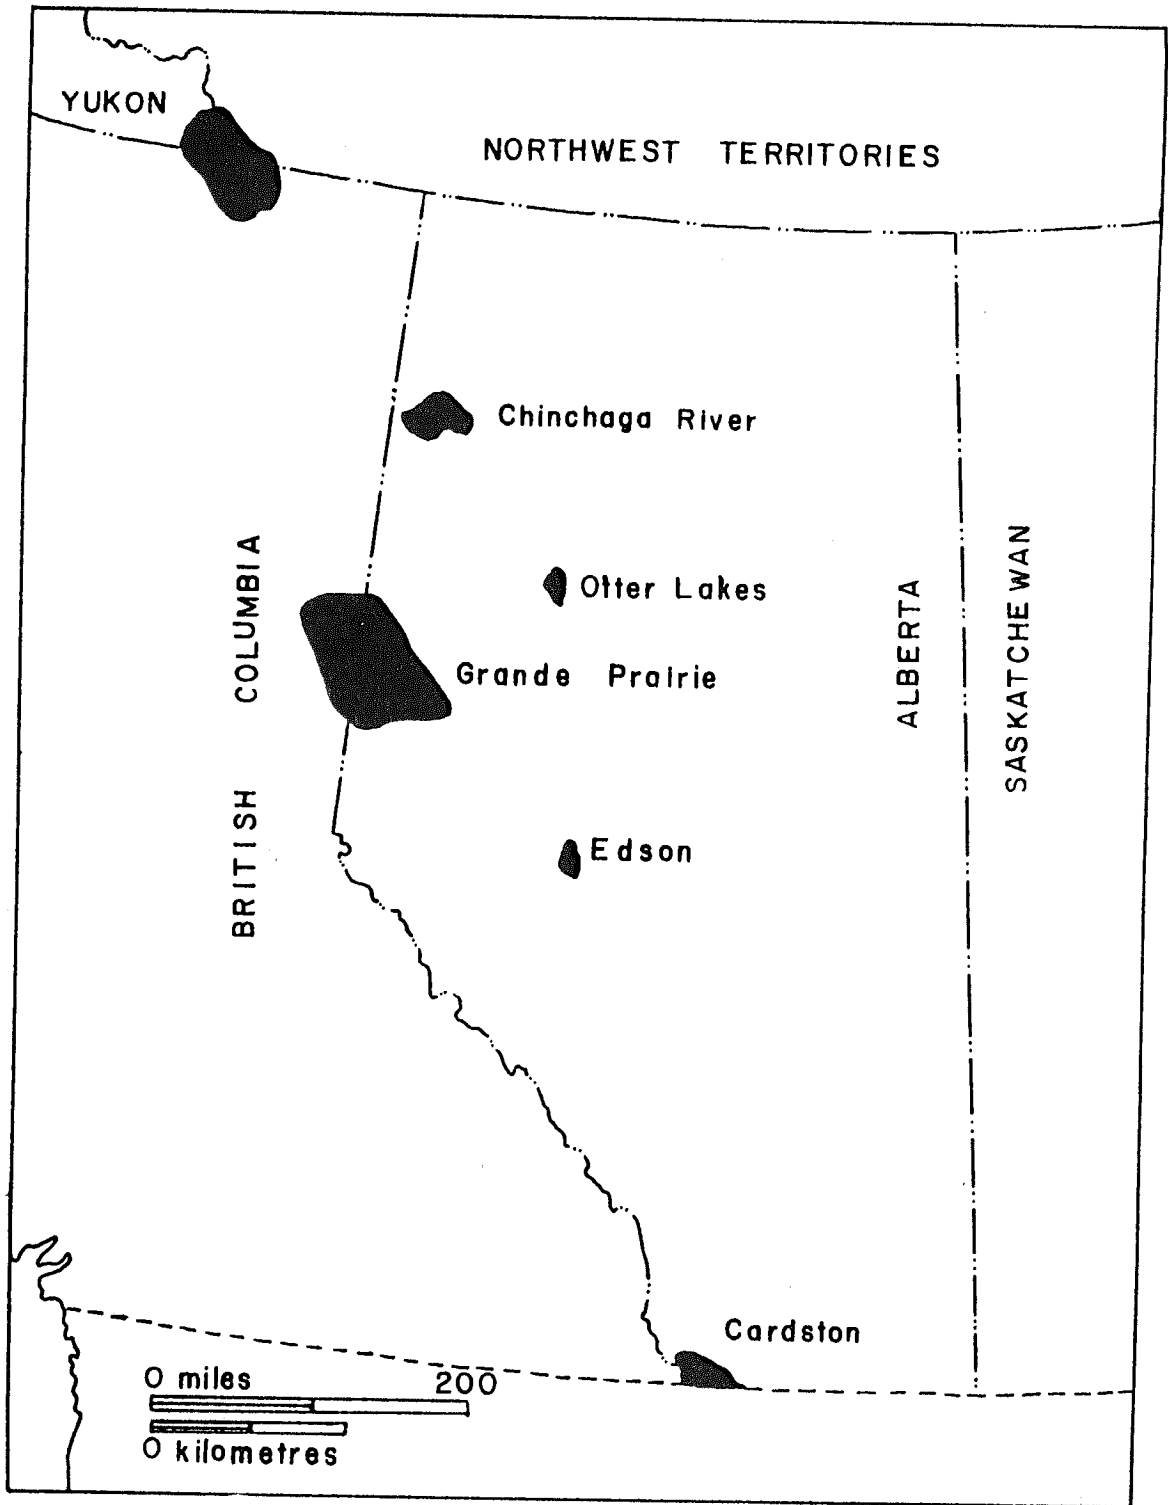 YUKON
NORTHWEST TERRITORIES
Chinchaga River
Otter Lakes
Grande Prairie
BRITISH COLUMBIA
ALBERTA
SASKATCHEWAN
Edson
Cardston
0 miles 200
0 kilometres